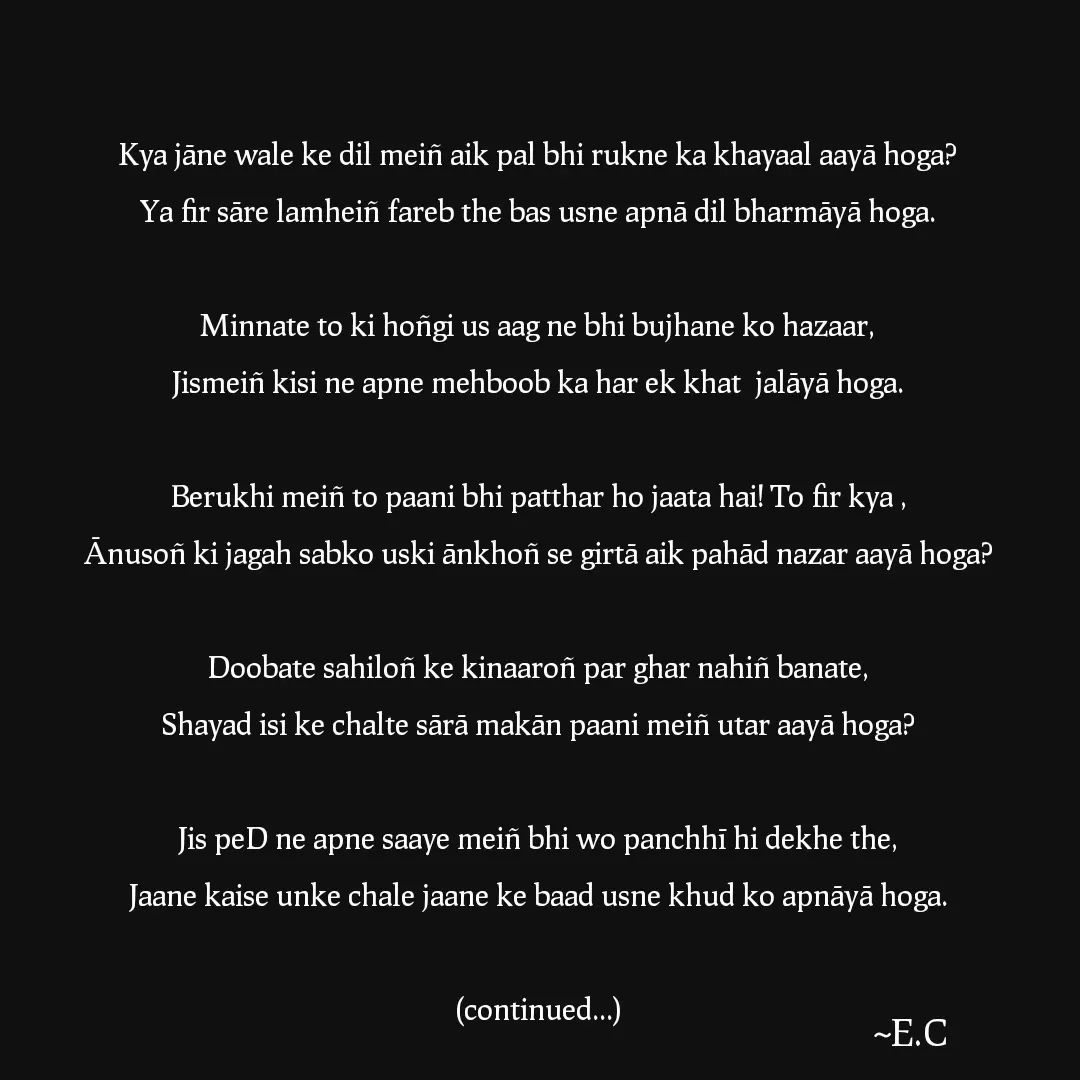 Kya jāne wale ke dil meiñ aik pal bhi rukne ka khayaal aayā hoga?
Ya fir sāre lamheiñ fareb the bas usne apnā dil bharmāyā hoga.
Minnate to ki hoñgi us aag ne bhi bujhane ko hazaar,
Jismeiñ kisi ne apne mehboob ka har ek khat  jalāyā hoga.
Berukhi meiñ to paani bhi patthar ho jaata hai! To fir kya ,
Ānusoñ ki jagah sabko uski ānkhoñ se girtā aik pahād nazar aayā hoga?
Doobate sahiloñ ke kinaaroñ par ghar nahiñ banate,
Shayad isi ke chalte sārā makān paani meiñ utar aayā hoga?
Jis peD ne apne saaye meiñ bhi wo panchhī hi dekhe the,
Jaane kaise unke chale jaane ke baad usne khud ko apnāyā hoga.
(continued...)
~E.C